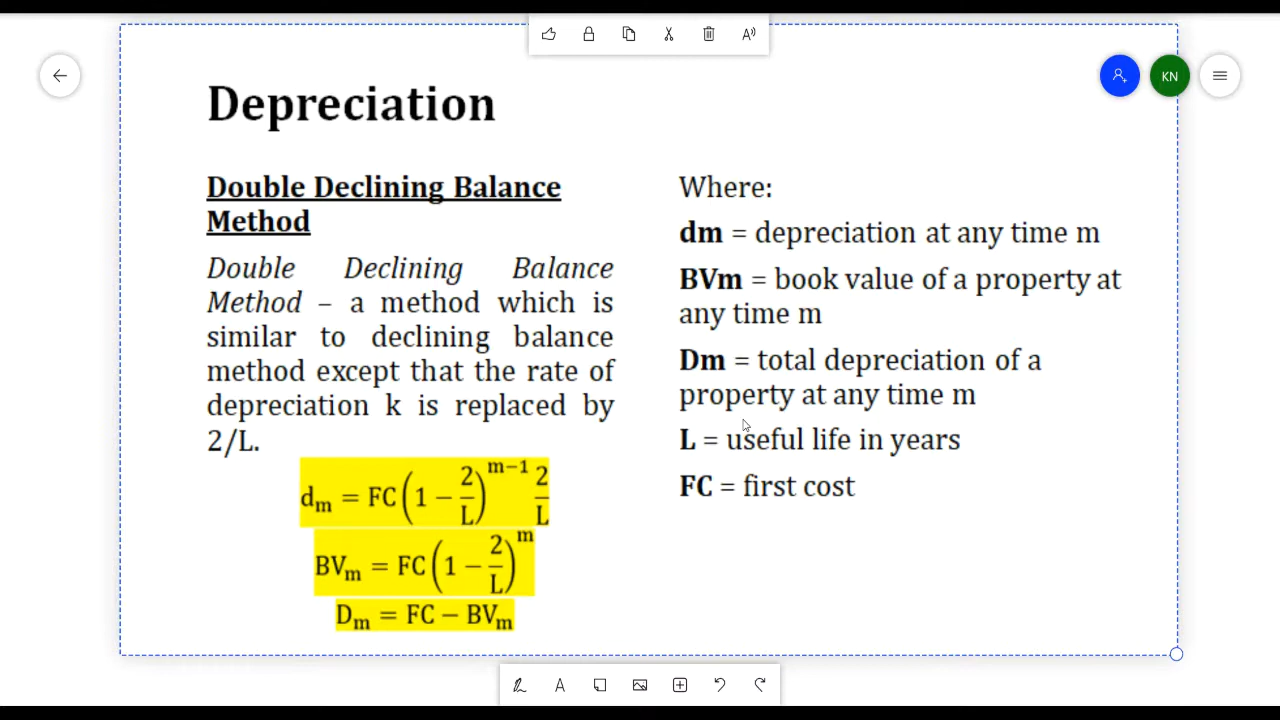 A
KN
Depreciation
Double Declining Balance
Method
Double Declining Balance
Method – a method which is
similar to declining balance
method except that the rate of
depreciation k is replaced by
2/L.
dₘ = FC(1 − 2/L)ᵐ⁻¹ 2/L
BVₘ = FC(1 − 2/L)ᵐ
Dₘ = FC − BVₘ
Where:
dm = depreciation at any time m
BVm = book value of a property at
any time m
Dm = total depreciation of a
property at any time m
L = useful life in years
FC = first cost
A